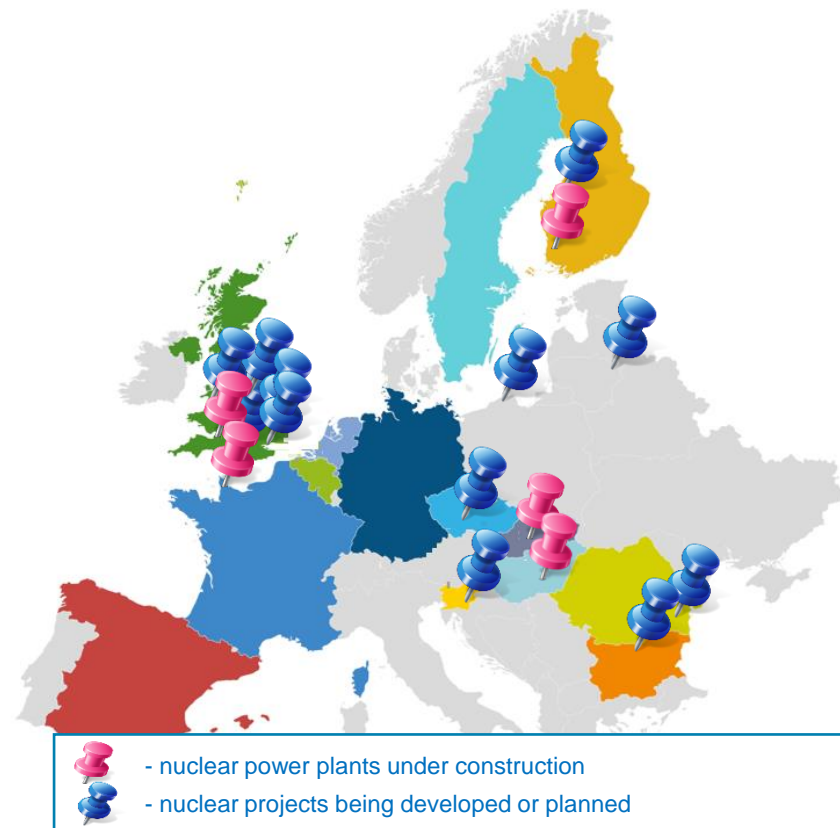 - nuclear power plants under construction
- nuclear projects being developed or planned